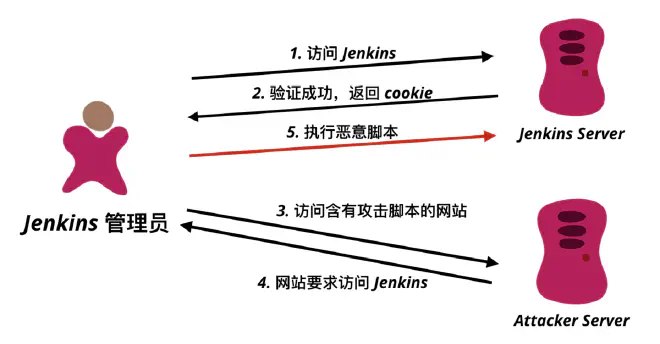 1. 访问 Jenkins
2. 验证成功，返回 cookie
5. 执行恶意脚本
Jenkins Server
Jenkins 管理员
3. 访问含有攻击脚本的网站
4. 网站要求访问 Jenkins
Attacker Server